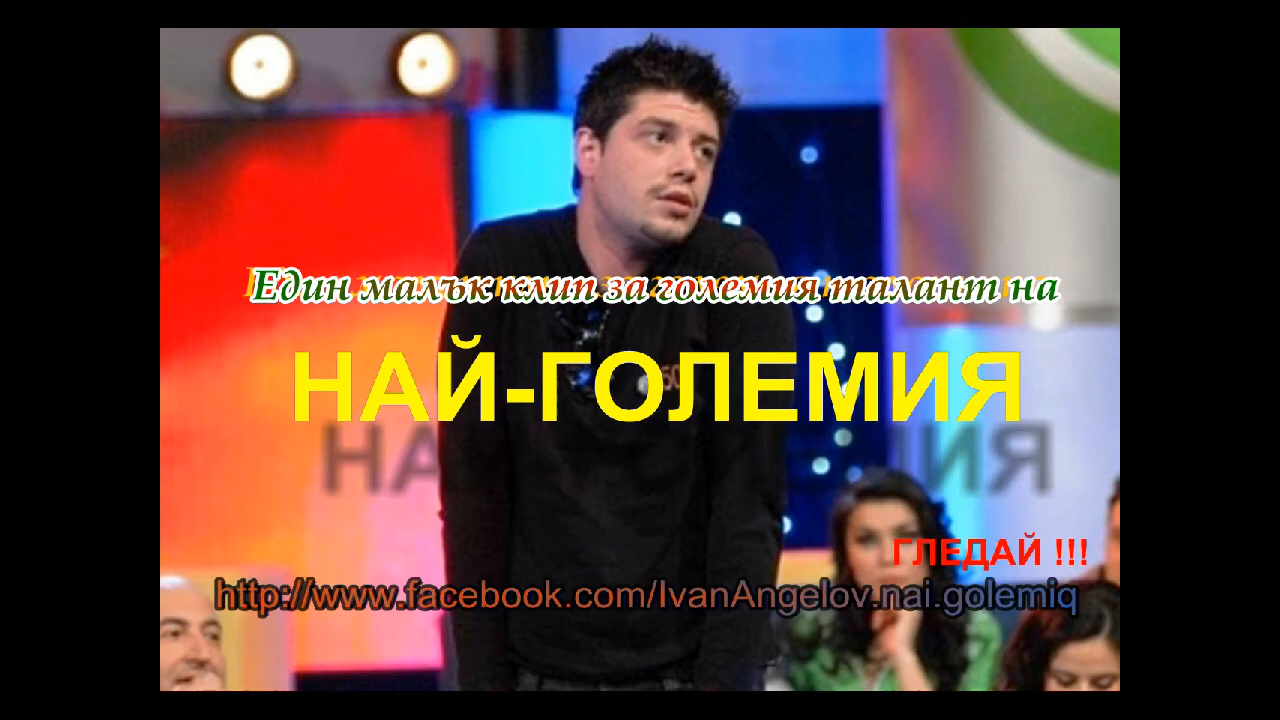 Един малък клип за големия талант на
НАЙ-ГОЛЕМИЯ
ГЛЕДАЙ !!!
http://www.facebook.com/IvanAngelov.nai.golemiq